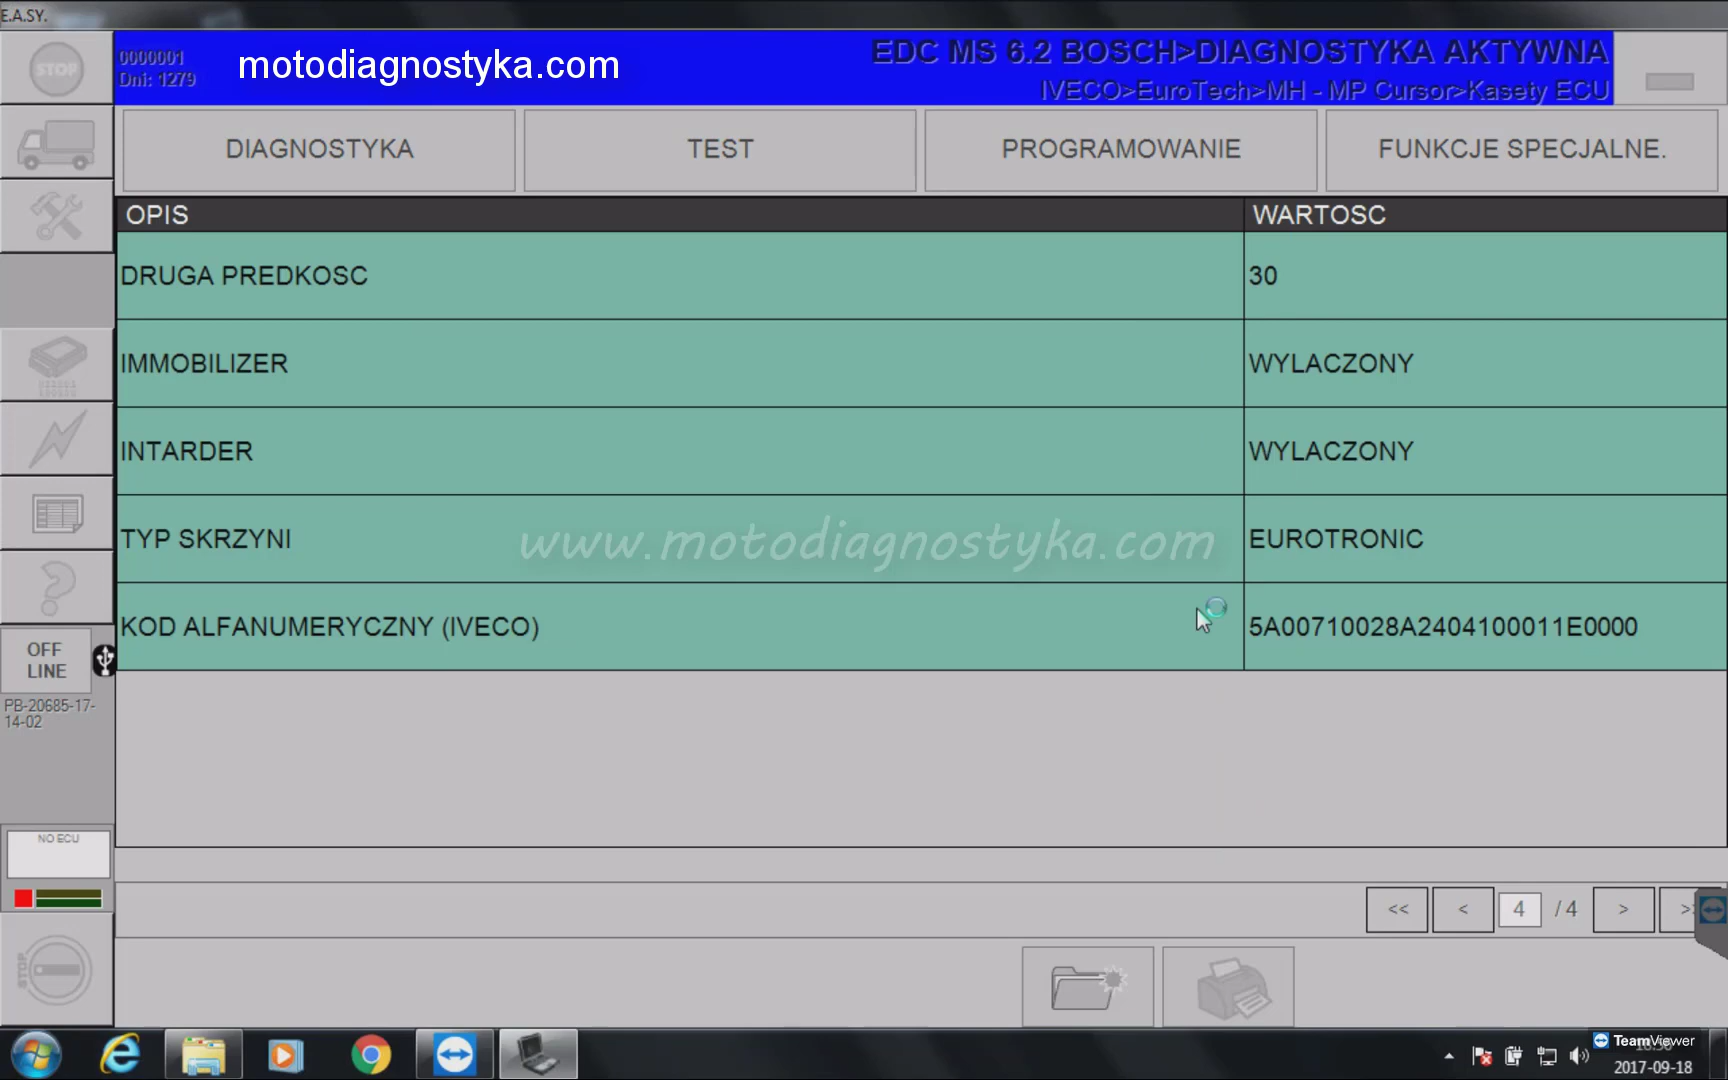 E.A.SY.
STOP
0000001
Dni: 1279
motodiagnostyka.com
EDC MS 6.2 BOSCH>DIAGNOSTYKA AKTYWNA
IVECO>EuroTech>MH - MP Cursor>Kasety ECU
DIAGNOSTYKA
TEST
PROGRAMOWANIE
FUNKCJE SPECJALNE.
OPIS
WARTOSC
DRUGA PREDKOSC
30
IMMOBILIZER
WYLACZONY
INTARDER
WYLACZONY
TYP SKRZYNI
www.motodiagnostyka.com
EUROTRONIC
KOD ALFANUMERYCZNY (IVECO)
5A00710028A2404100011E0000
OFF
LINE
PB-20685-17-
14-02
NO ECU
<<
<
4
/ 4
>
STOP
TeamViewer
2017-09-18